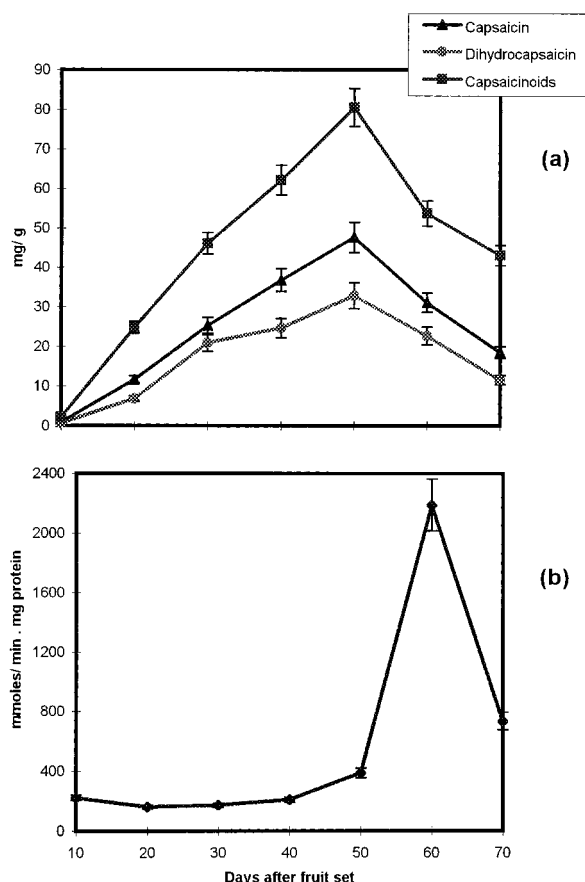 Capsaicin
Dihydrocapsaicin
Capsaicinoids
(a)
90
80
70
60
50
40
30
20
10
0
mg/ g
(b)
2400
2000
1600
1200
800
400
0
mmoles/ min . mg protein
10 20 30 40 50 60 70
Days after fruit set